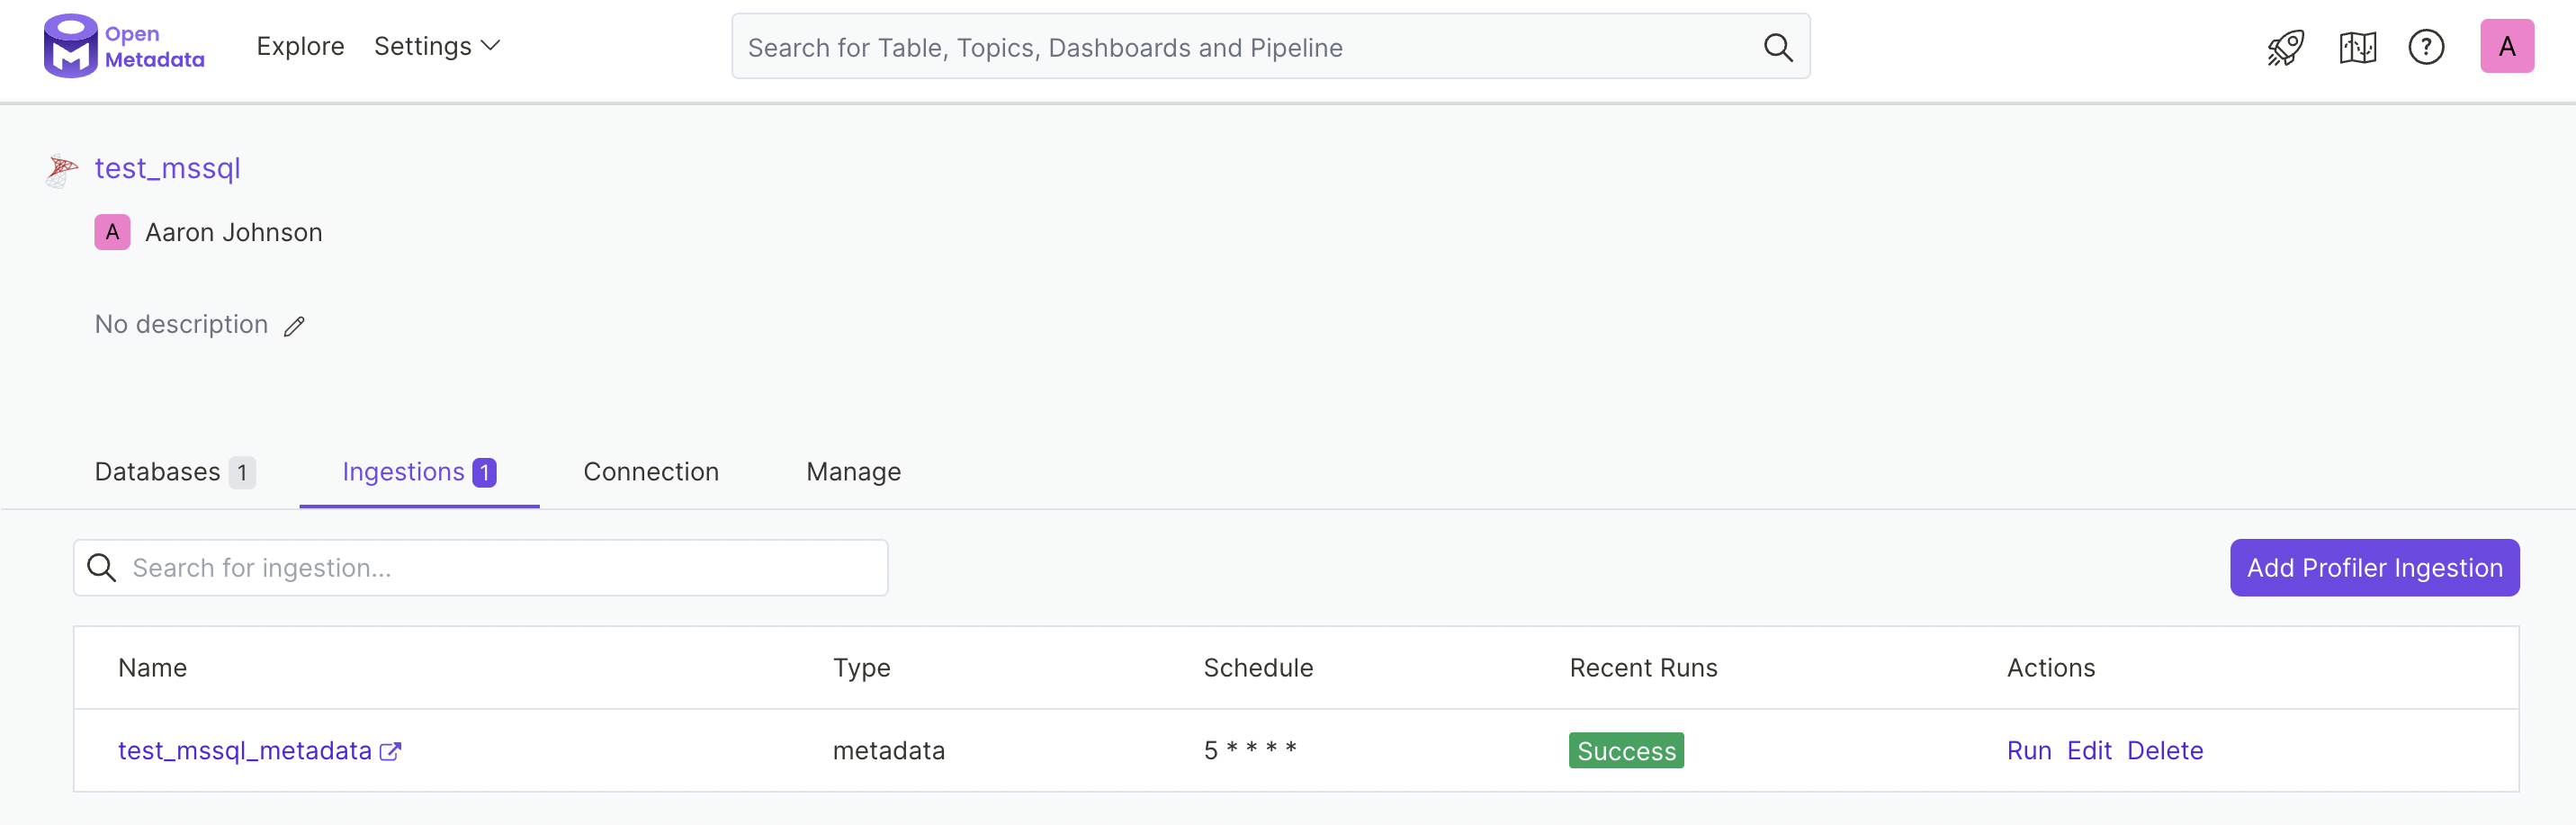 Open
Metadata
Explore Settings
Search for Table, Topics, Dashboards and Pipeline
?
A
test_mssql
A Aaron Johnson
No description
Databases 1 Ingestions 1 Connection Manage
Search for ingestion...
Add Profiler Ingestion
Name Type Schedule Recent Runs Actions
test_mssql_metadata metadata 5 * * * * Success Run Edit Delete